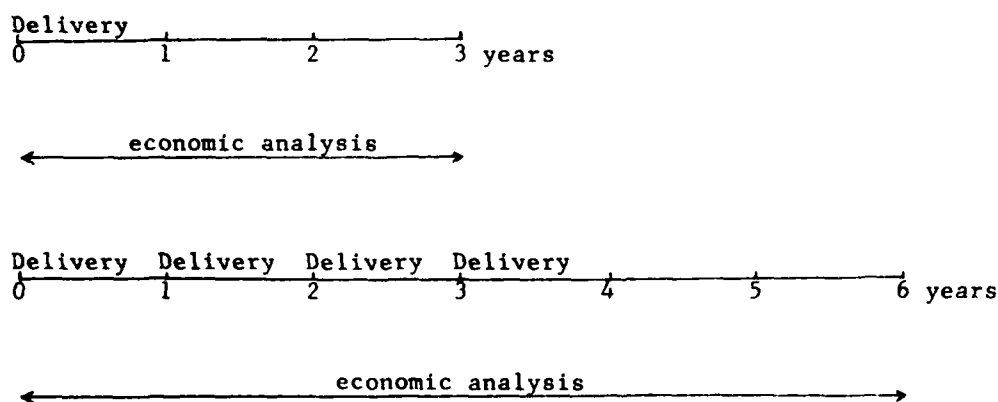 Delivery
0 1 2 3 years
economic analysis
Delivery Delivery Delivery Delivery
0 1 2 3 4 5 6 years
economic analysis